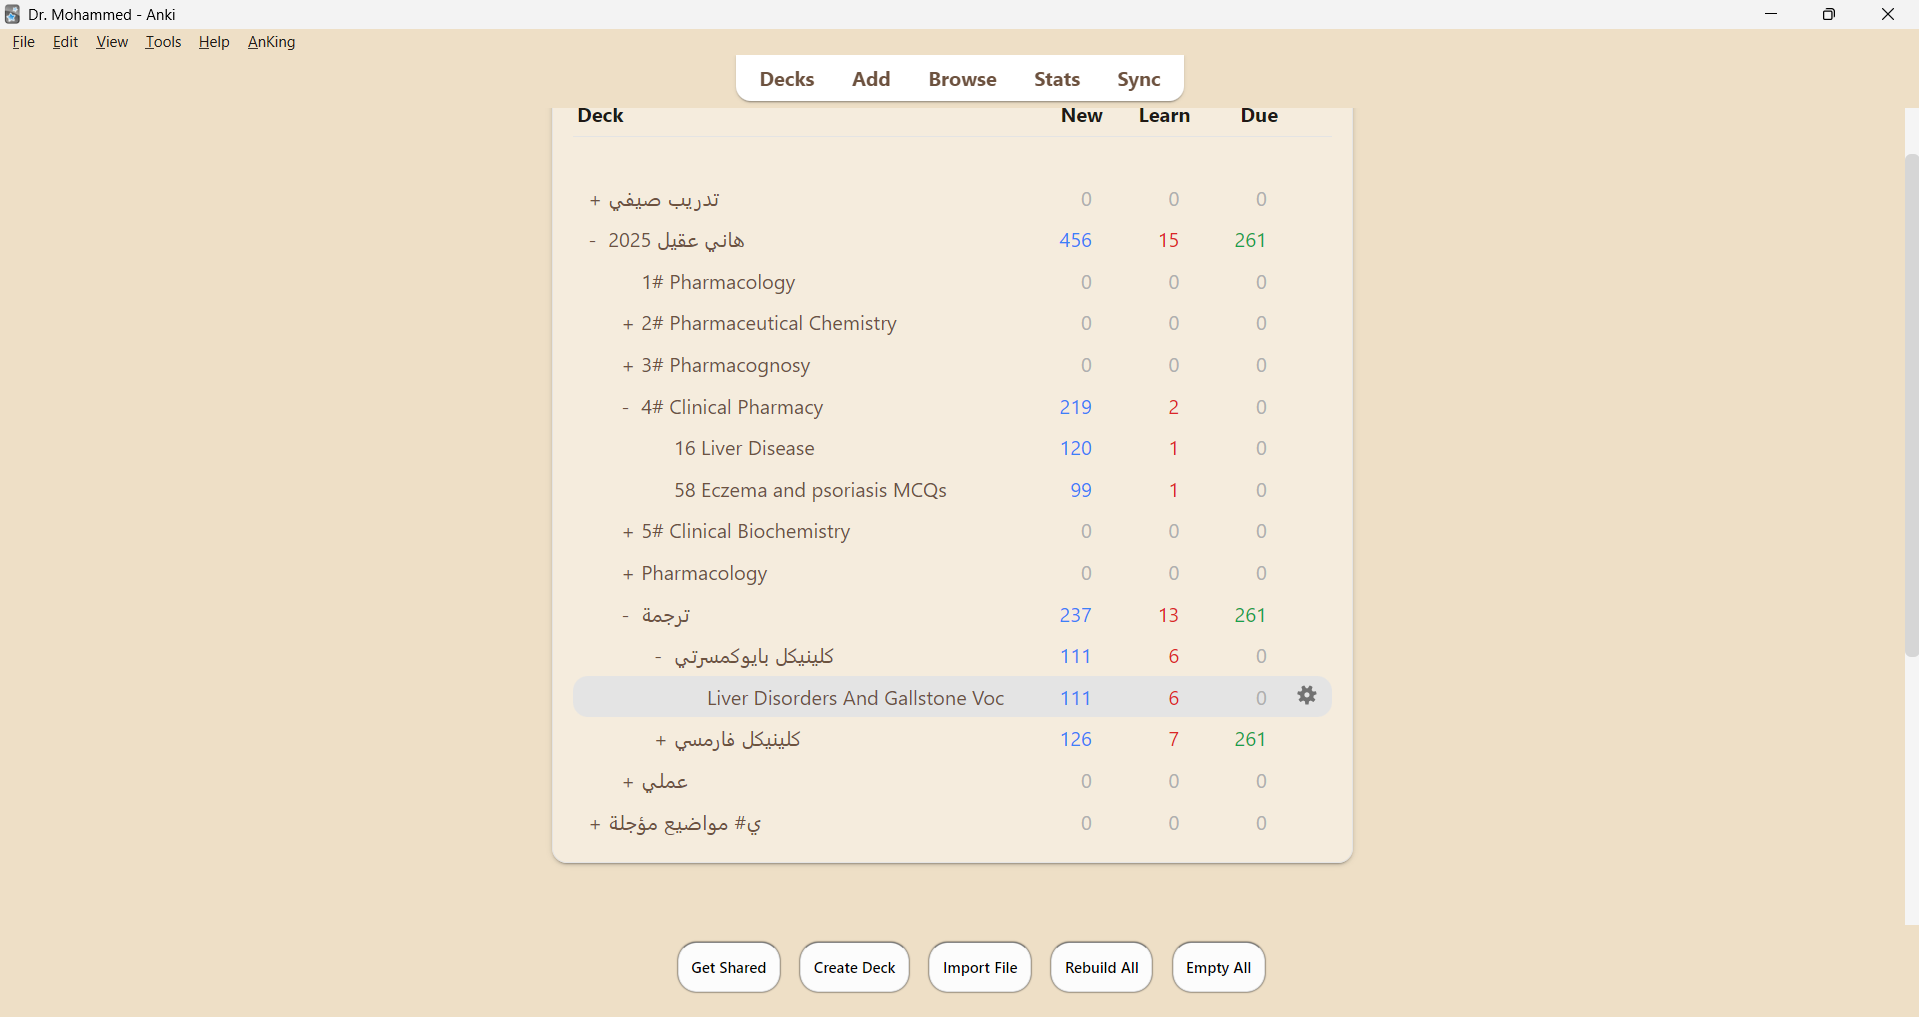 Dr. Mohammed - Anki
File Edit View Tools Help AnKing
Decks Add Browse Stats Sync
Deck New Learn Due
+ تدريب صيفي 0 0 0
- هاني عقيل 2025 456 15 261
1# Pharmacology 0 0 0
+ 2# Pharmaceutical Chemistry 0 0 0
+ 3# Pharmacognosy 0 0 0
- 4# Clinical Pharmacy 219 2 0
16 Liver Disease 120 1 0
58 Eczema and psoriasis MCQs 99 1 0
+ 5# Clinical Biochemistry 0 0 0
+ Pharmacology 0 0 0
- ترجمة 237 13 261
- كلينيكل بايوكمسرتي 111 6 0
Liver Disorders And Gallstone Voc 111 6 0
+ كلينيكل فارمسي 126 7 261
+ عملي 0 0 0
+ ي# مواضيع مؤجلة 0 0 0
Get Shared Create Deck Import File Rebuild All Empty All